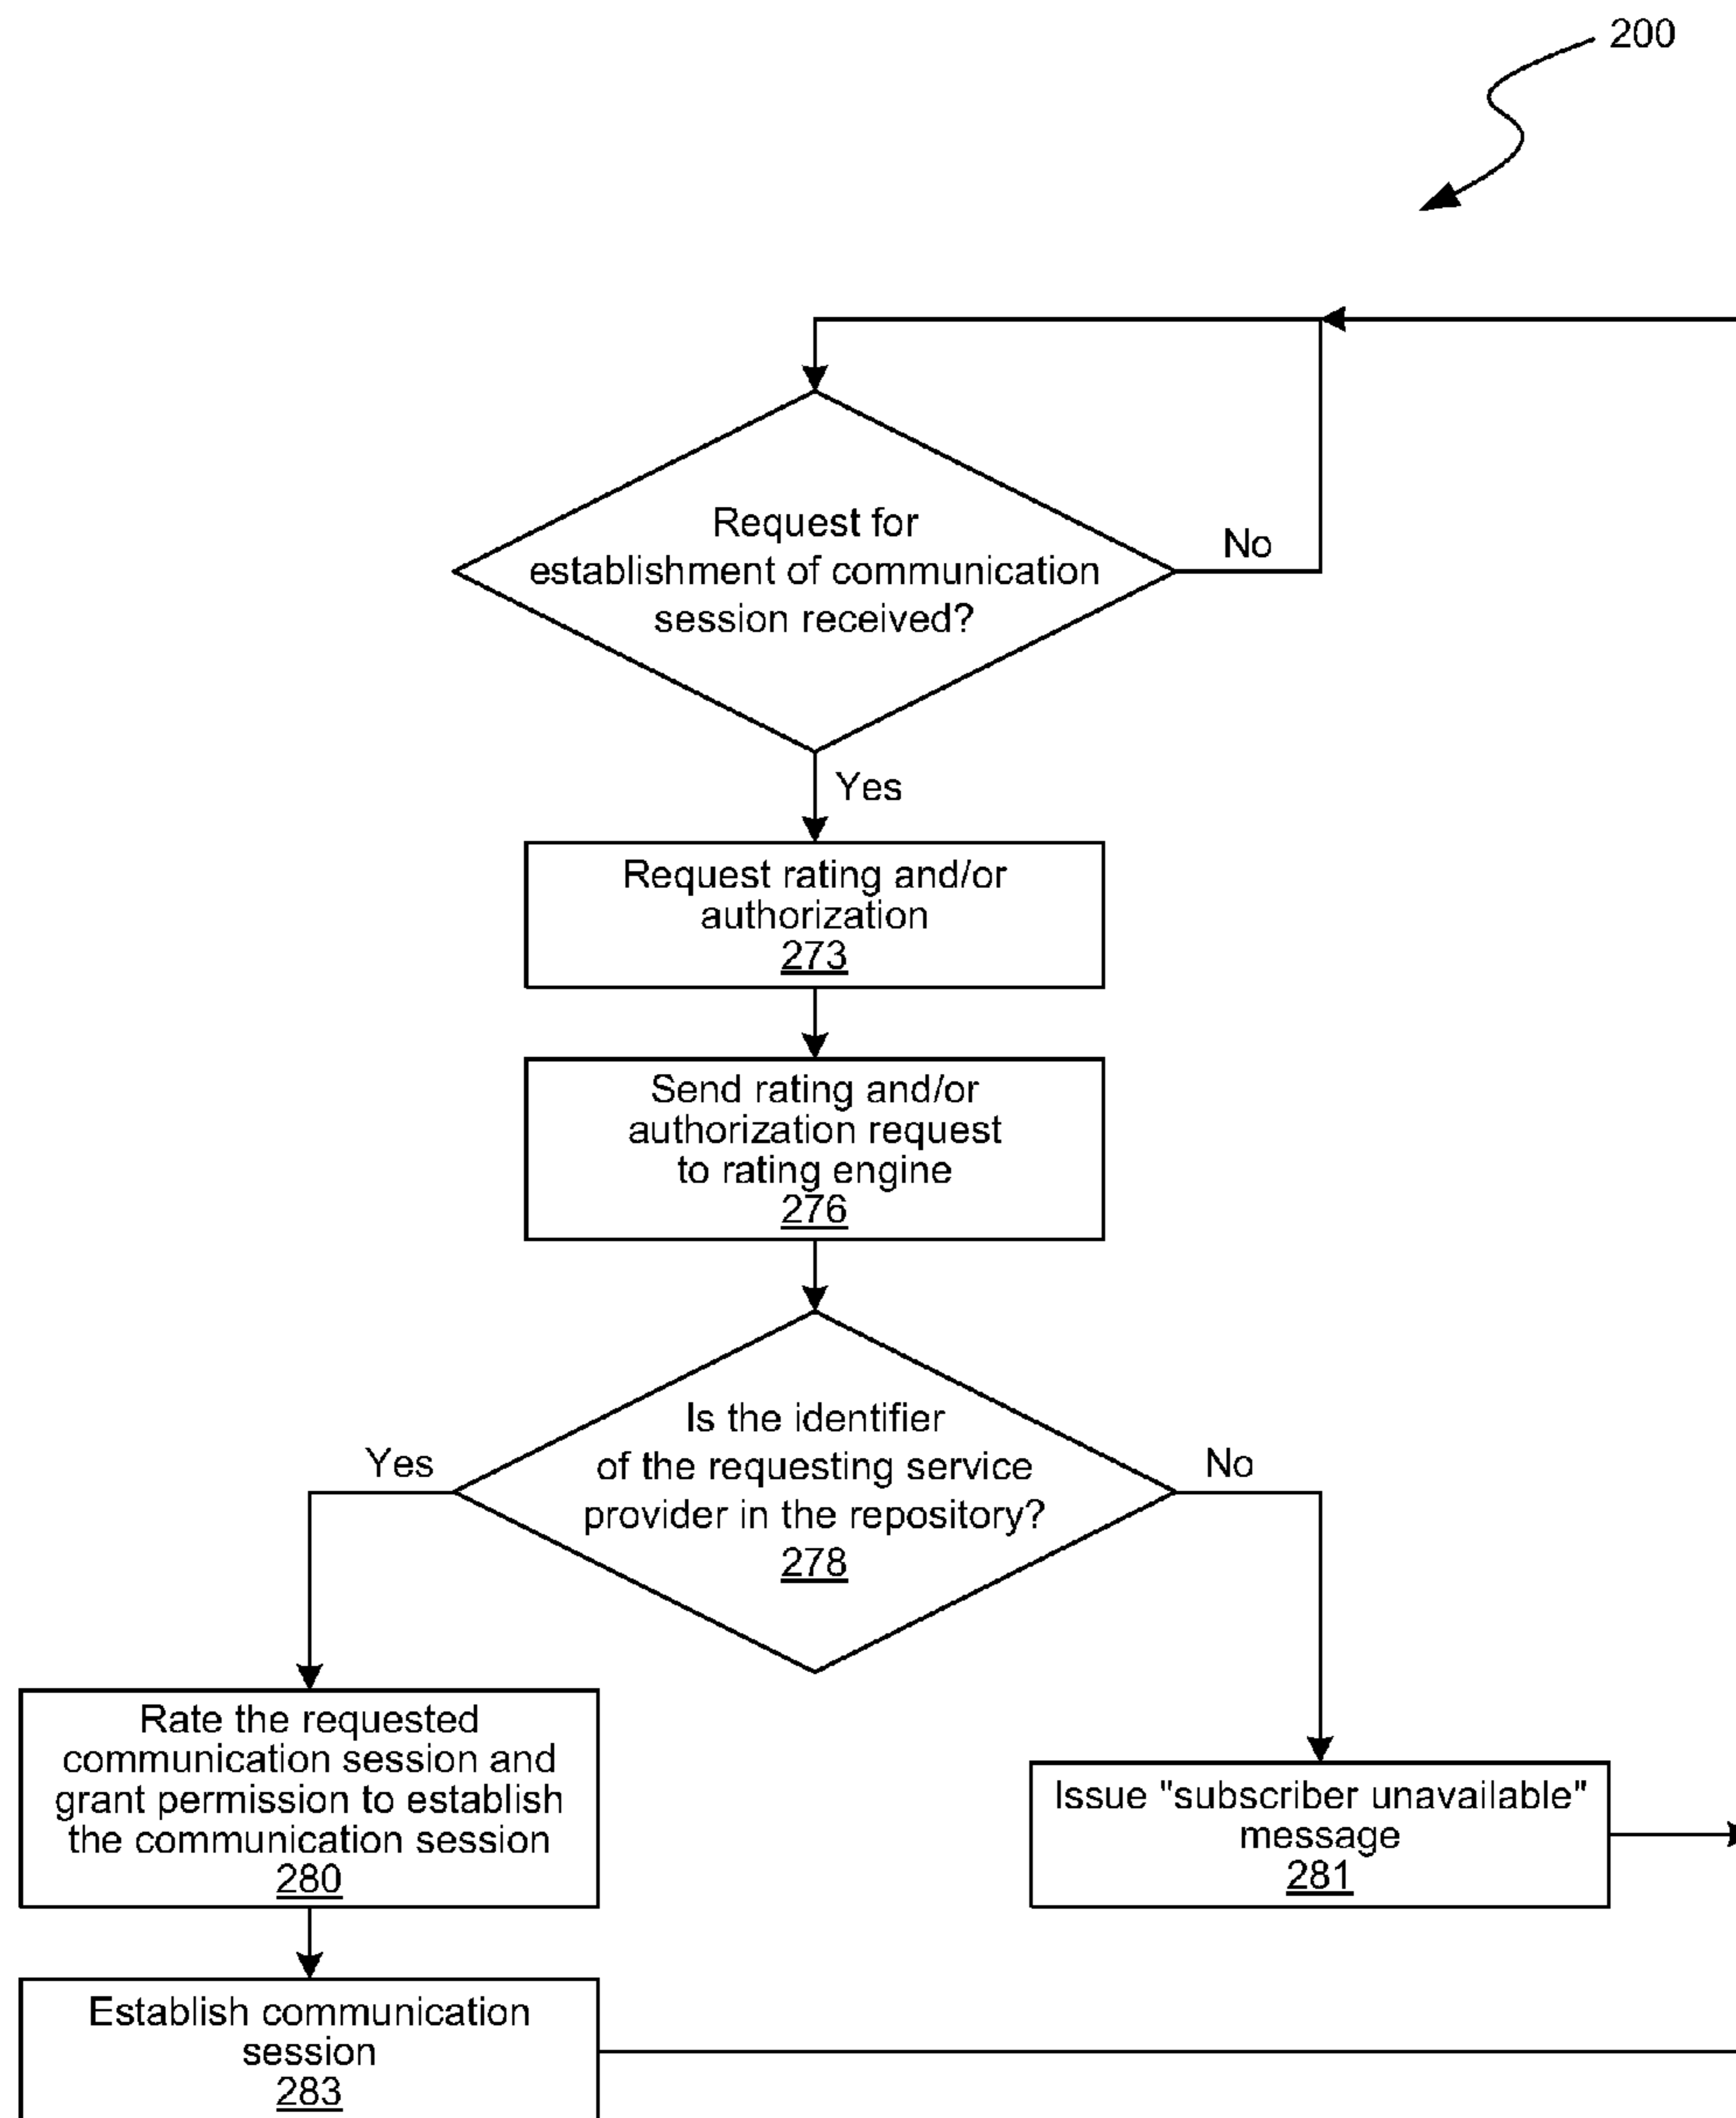 200
Request for
establishment of communication
session received?
No
Yes
Request rating and/or
authorization
273
Send rating and/or
authorization request
to rating engine
276
Is the identifier
of the requesting service
provider in the repository?
278
Yes
No
Rate the requested
communication session and
grant permission to establish
the communication session
280
Issue "subscriber unavailable"
message
281
Establish communication
session
283